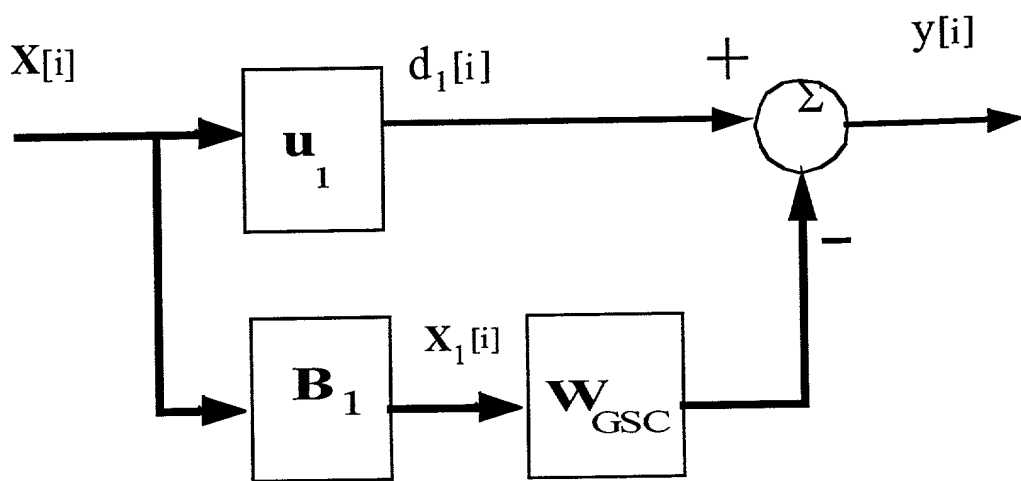 X[i]
d1[i]
+
Σ
y[i]
u1
−
B1
X1[i]
WGSC